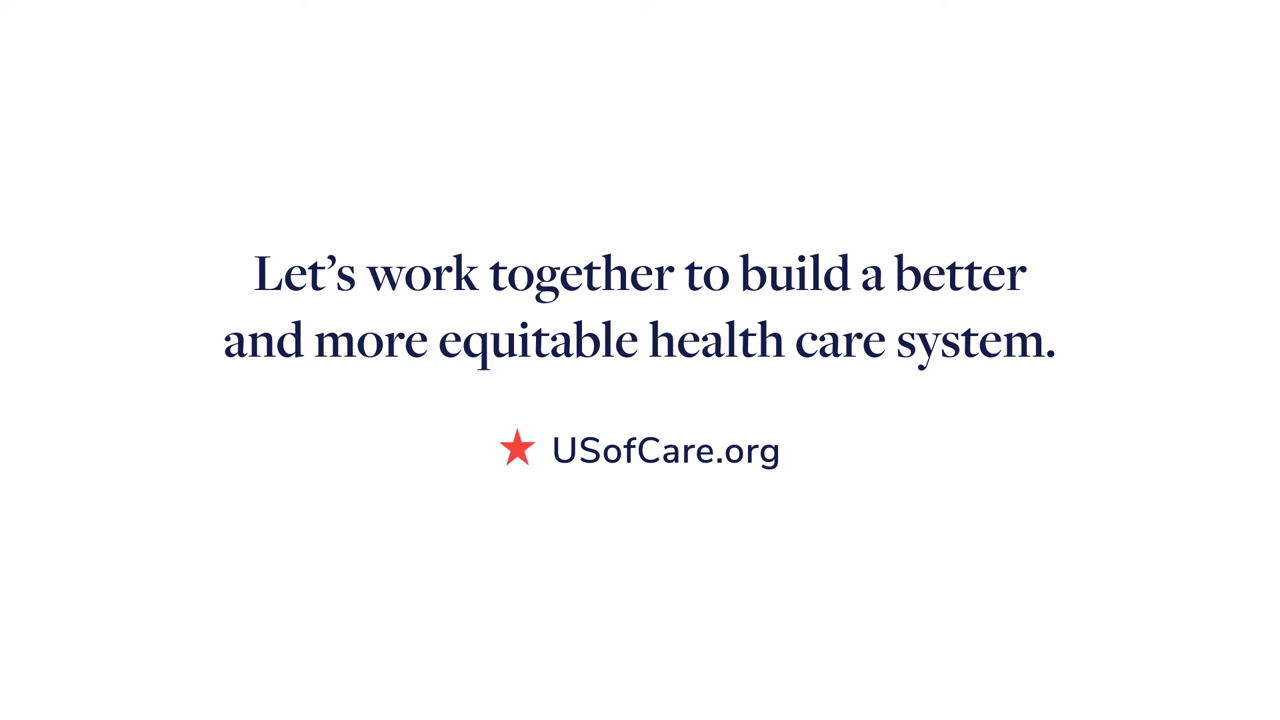 Let’s work together to build a better
and more equitable health care system.
USofCare.org